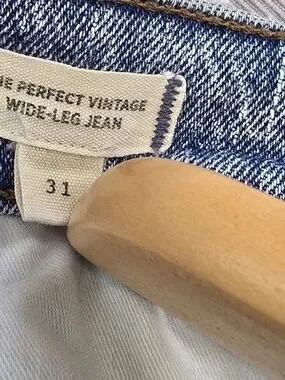 HE PERFECT VINTAGE
WIDE-LEG JEAN
31